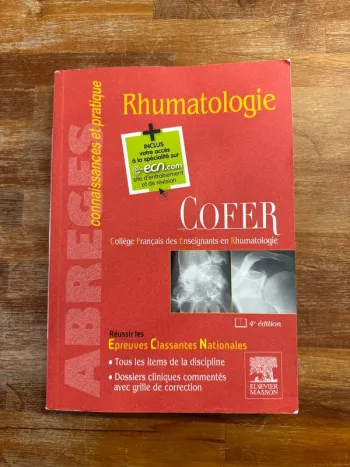 ABREGES
connaissances et pratique
Rhumatologie
+
INCLUS
votre accès
à la spécialité sur
e-ecn.com
site d'entraînement
et de révision
COFER
Collège Français des Enseignants en Rhumatologie
4e édition
Réussir les
Epreuves Classantes Nationales
• Tous les items de la discipline
• Dossiers cliniques commentés
avec grille de correction
ELSEVIER
MASSON